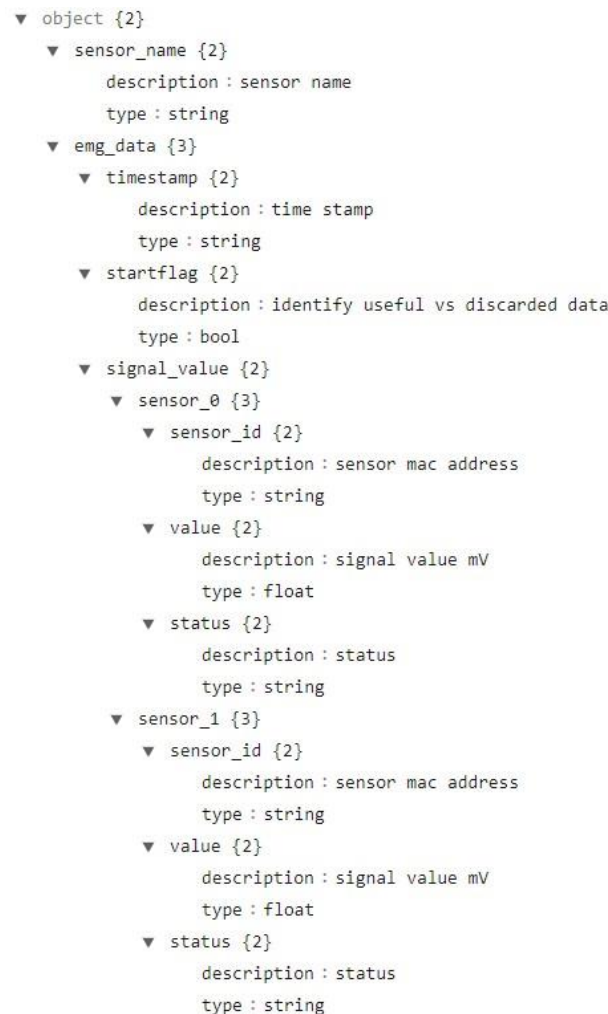 ▼ object {2}
▼ sensor_name {2}
description : sensor name
type : string
▼ emg_data {3}
▼ timestamp {2}
description : time stamp
type : string
▼ startflag {2}
description : identify useful vs discarded data
type : bool
▼ signal_value {2}
▼ sensor_0 {3}
▼ sensor_id {2}
description : sensor mac address
type : string
▼ value {2}
description : signal value mV
type : float
▼ status {2}
description : status
type : string
▼ sensor_1 {3}
▼ sensor_id {2}
description : sensor mac address
type : string
▼ value {2}
description : signal value mV
type : float
▼ status {2}
description : status
type : string